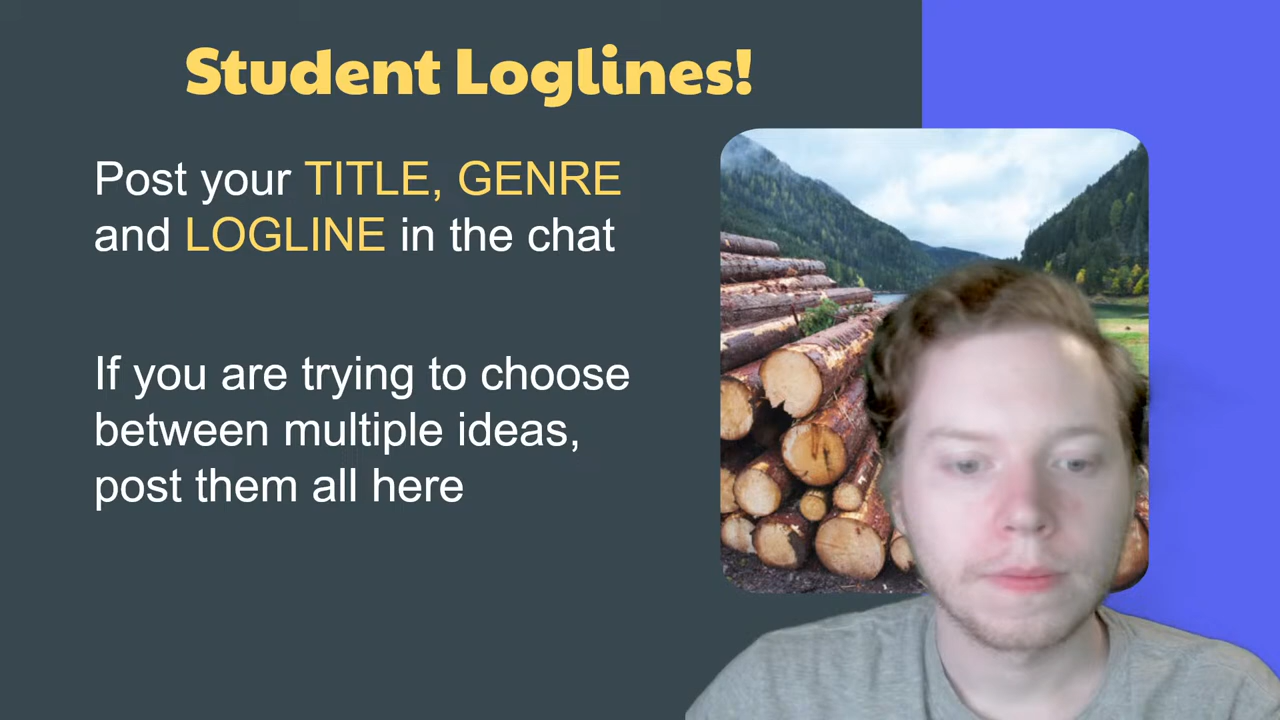 Student Loglines!
Post your TITLE, GENRE
and LOGLINE in the chat
If you are trying to choose
between multiple ideas,
post them all here